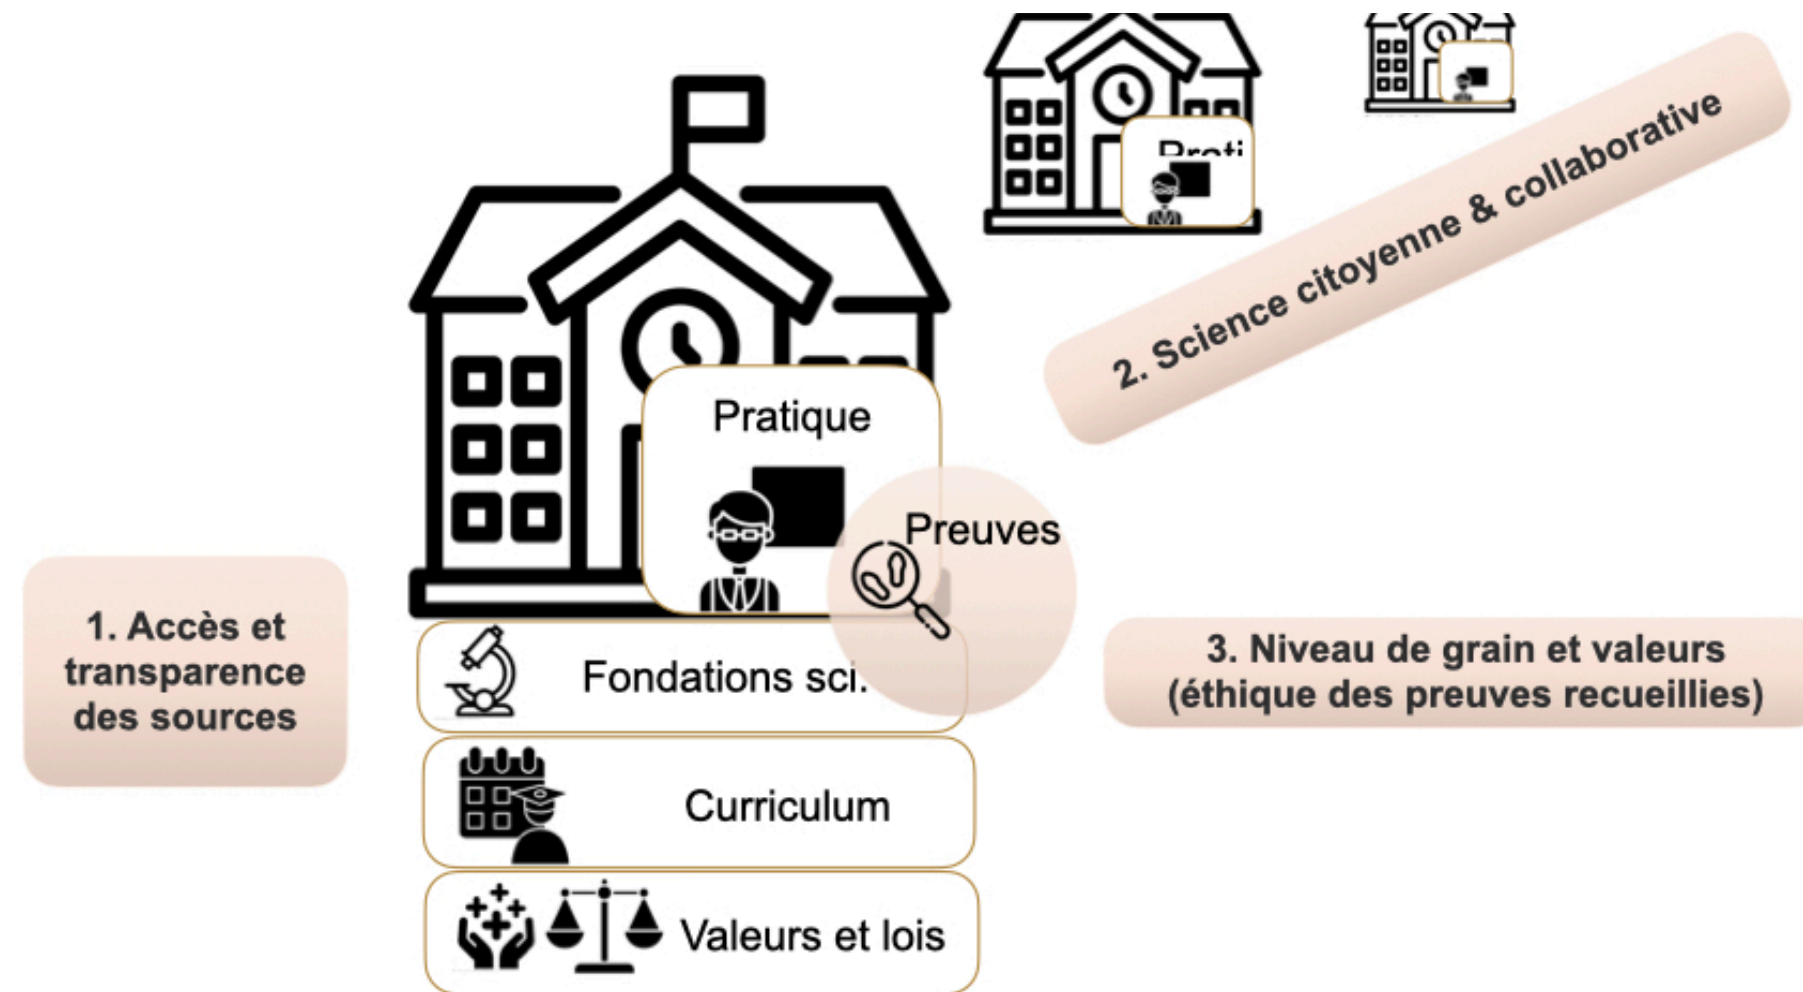 2. Science citoyenne & collaborative
Pratique
Preuves
1. Accès et
transparence
des sources
Fondations sci.
3. Niveau de grain et valeurs
(éthique des preuves recueillies)
Curriculum
Valeurs et lois